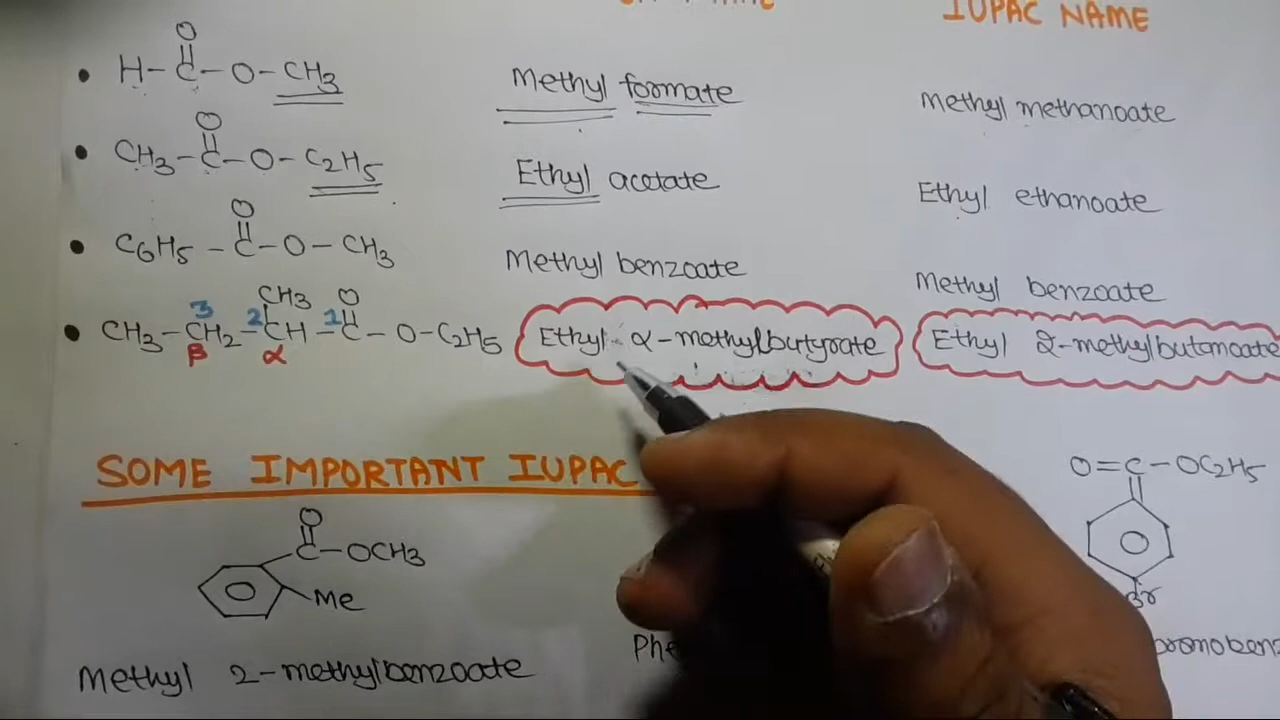 IUPAC NAME
H-C-O-CH3
O
Methyl formate
Methyl methanoate
CH3-C-O-C2H5
O
Ethyl acetate
Ethyl ethanoate
C6H5-C-O-CH3
O
Methyl benzoate
Methyl benzoate
CH3 O
3 2 1
CH3-CH2-CH-C-O-C2H5
β α
Ethyl α-methylbutyrate
Ethyl 2-methylbutanoate
SOME IMPORTANT IUPAC
O
C-OCH3
Me
Methyl 2-methylbenzoate
O=C-OC2H5
Br